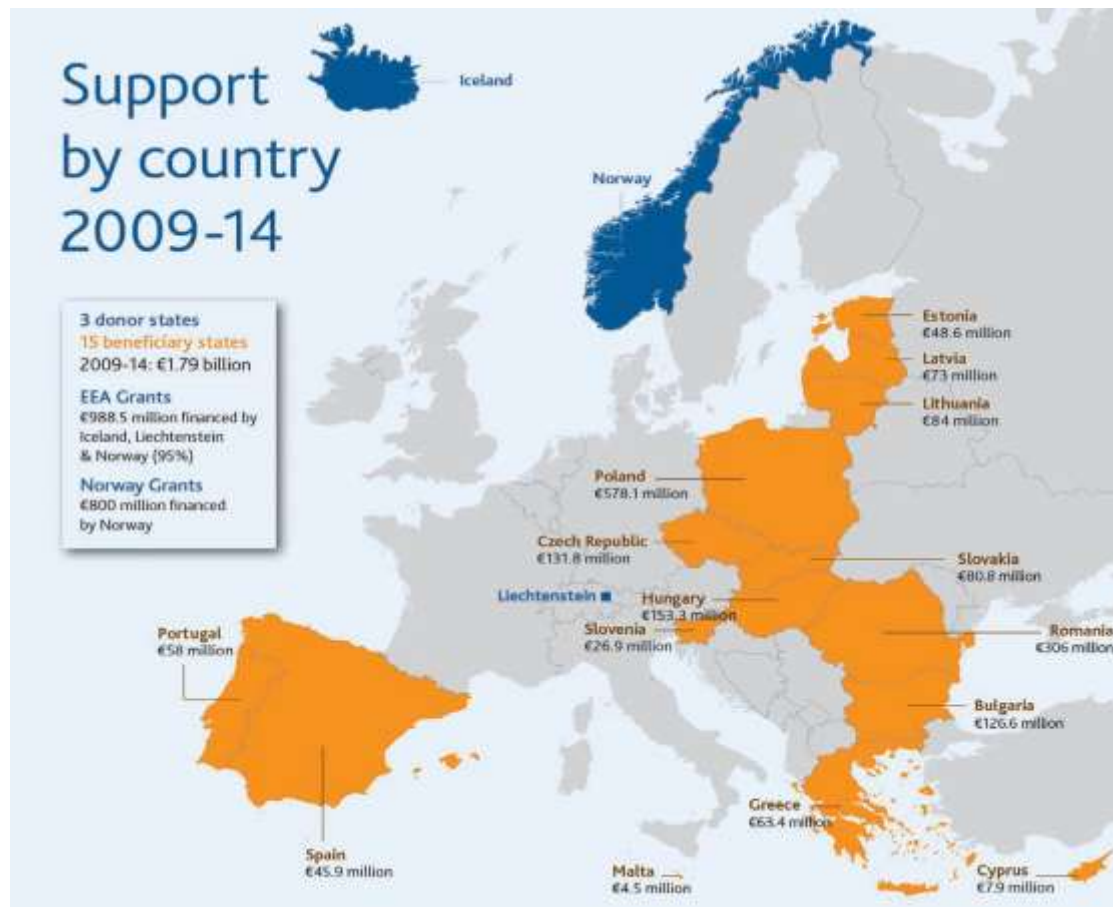 Support
by country
2009-14
Iceland
Norway
3 donor states
15 beneficiary states
2009-14: €1.79 billion
EEA Grants
€988.5 million financed by
Iceland, Liechtenstein
& Norway (95%)
Norway Grants
€800 million financed
by Norway
Estonia
€48.6 million
Latvia
€73 million
Lithuania
€84 million
Poland
€578.1 million
Czech Republic
€131.8 million
Slovakia
€80.8 million
Liechtenstein
Hungary
€153.3 million
Slovenia
€26.9 million
Portugal
€58 million
Romania
€306 million
Bulgaria
€126.6 million
Greece
€63.4 million
Spain
€45.9 million
Malta
€4.5 million
Cyprus
€7.9 million